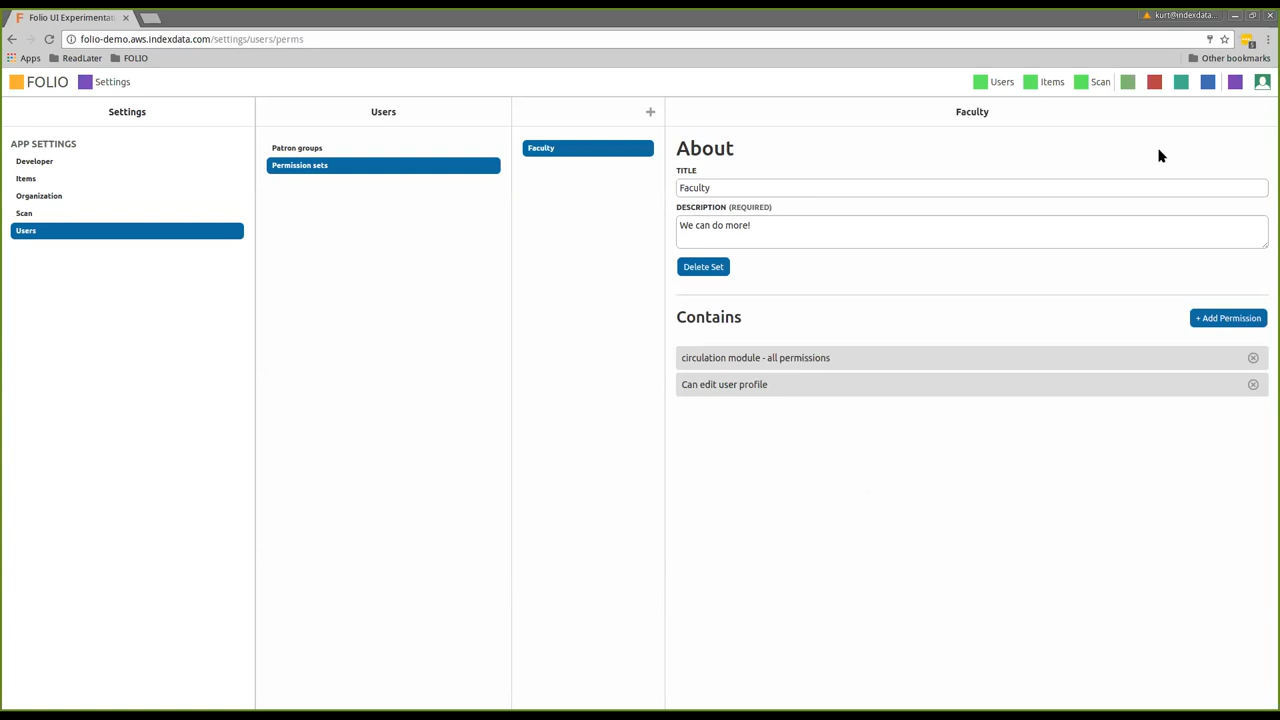 Folio UI Experimentat
kurt@indexdata...
folio-demo.aws.indexdata.com/settings/users/perms
Apps ReadLater FOLIO Other bookmarks
FOLIO Settings Users Items Scan
Settings Users + Faculty
APP SETTINGS
Developer
Items
Organization
Scan
Users
Patron groups
Permission sets
Faculty
About
TITLE
Faculty
DESCRIPTION (REQUIRED)
We can do more!
Delete Set
Contains
+ Add Permission
circulation module - all permissions
Can edit user profile